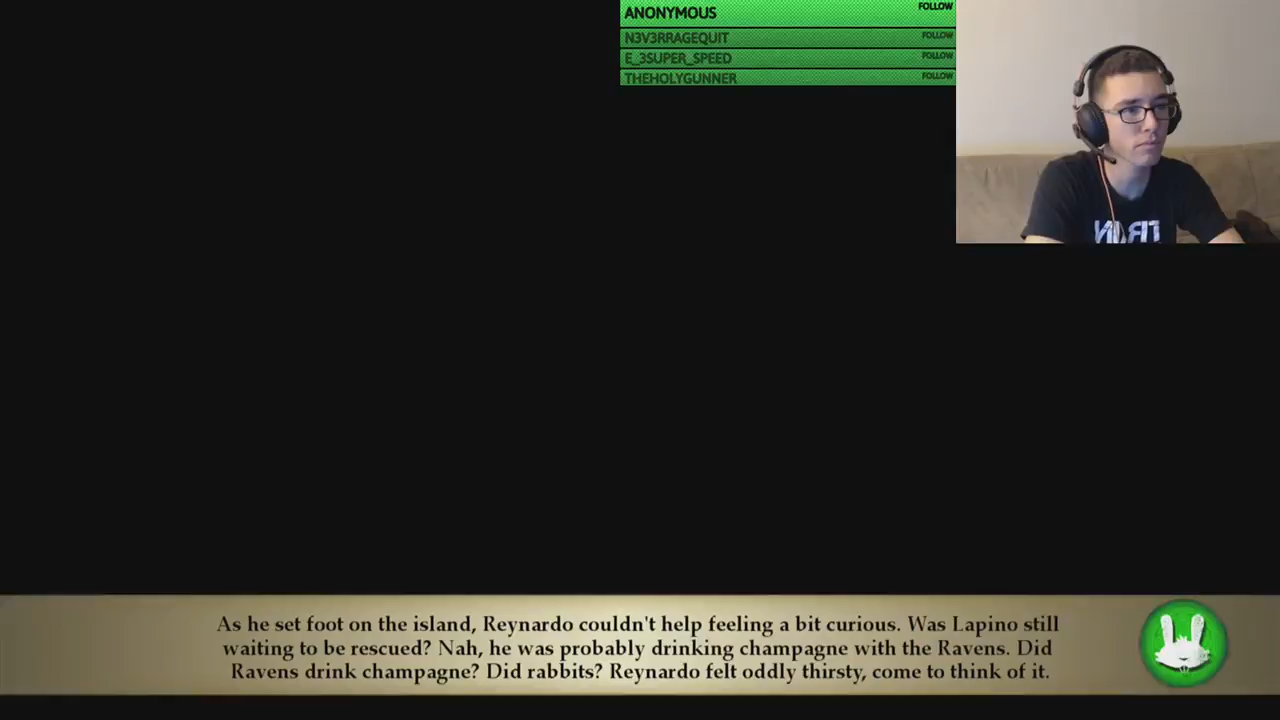 ANONYMOUS FOLLOW
N3V3RRAGEQUIT FOLLOW
E_3SUPER_SPEED FOLLOW
THEHOLYGUNNER FOLLOW
As he set foot on the island, Reynardo couldn't help feeling a bit curious. Was Lapino still
waiting to be rescued? Nah, he was probably drinking champagne with the Ravens. Did
Ravens drink champagne? Did rabbits? Reynardo felt oddly thirsty, come to think of it.